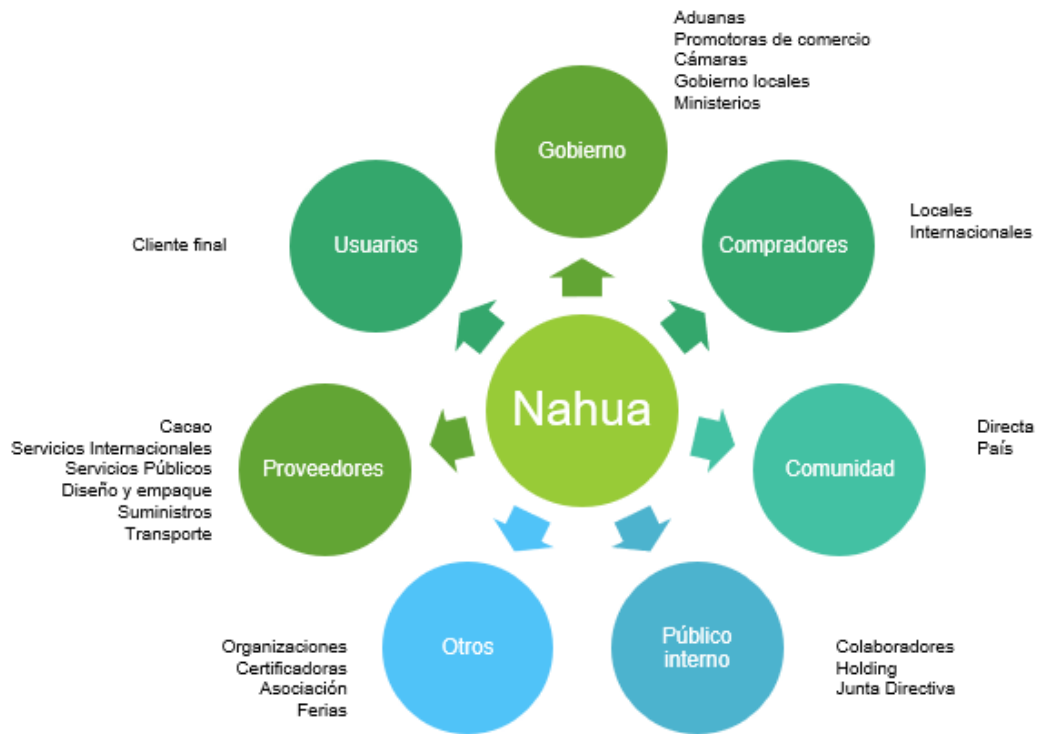 Aduanas
Promotoras de comercio
Cámaras
Gobierno locales
Ministerios
Gobierno
Usuarios
Cliente final
Compradores
Locales
Internacionales
Nahua
Cacao
Servicios Internacionales
Servicios Públicos
Diseño y empaque
Suministros
Transporte
Proveedores
Comunidad
Directa
País
Organizaciones
Certificadoras
Asociación
Ferias
Otros
Público
interno
Colaboradores
Holding
Junta Directiva